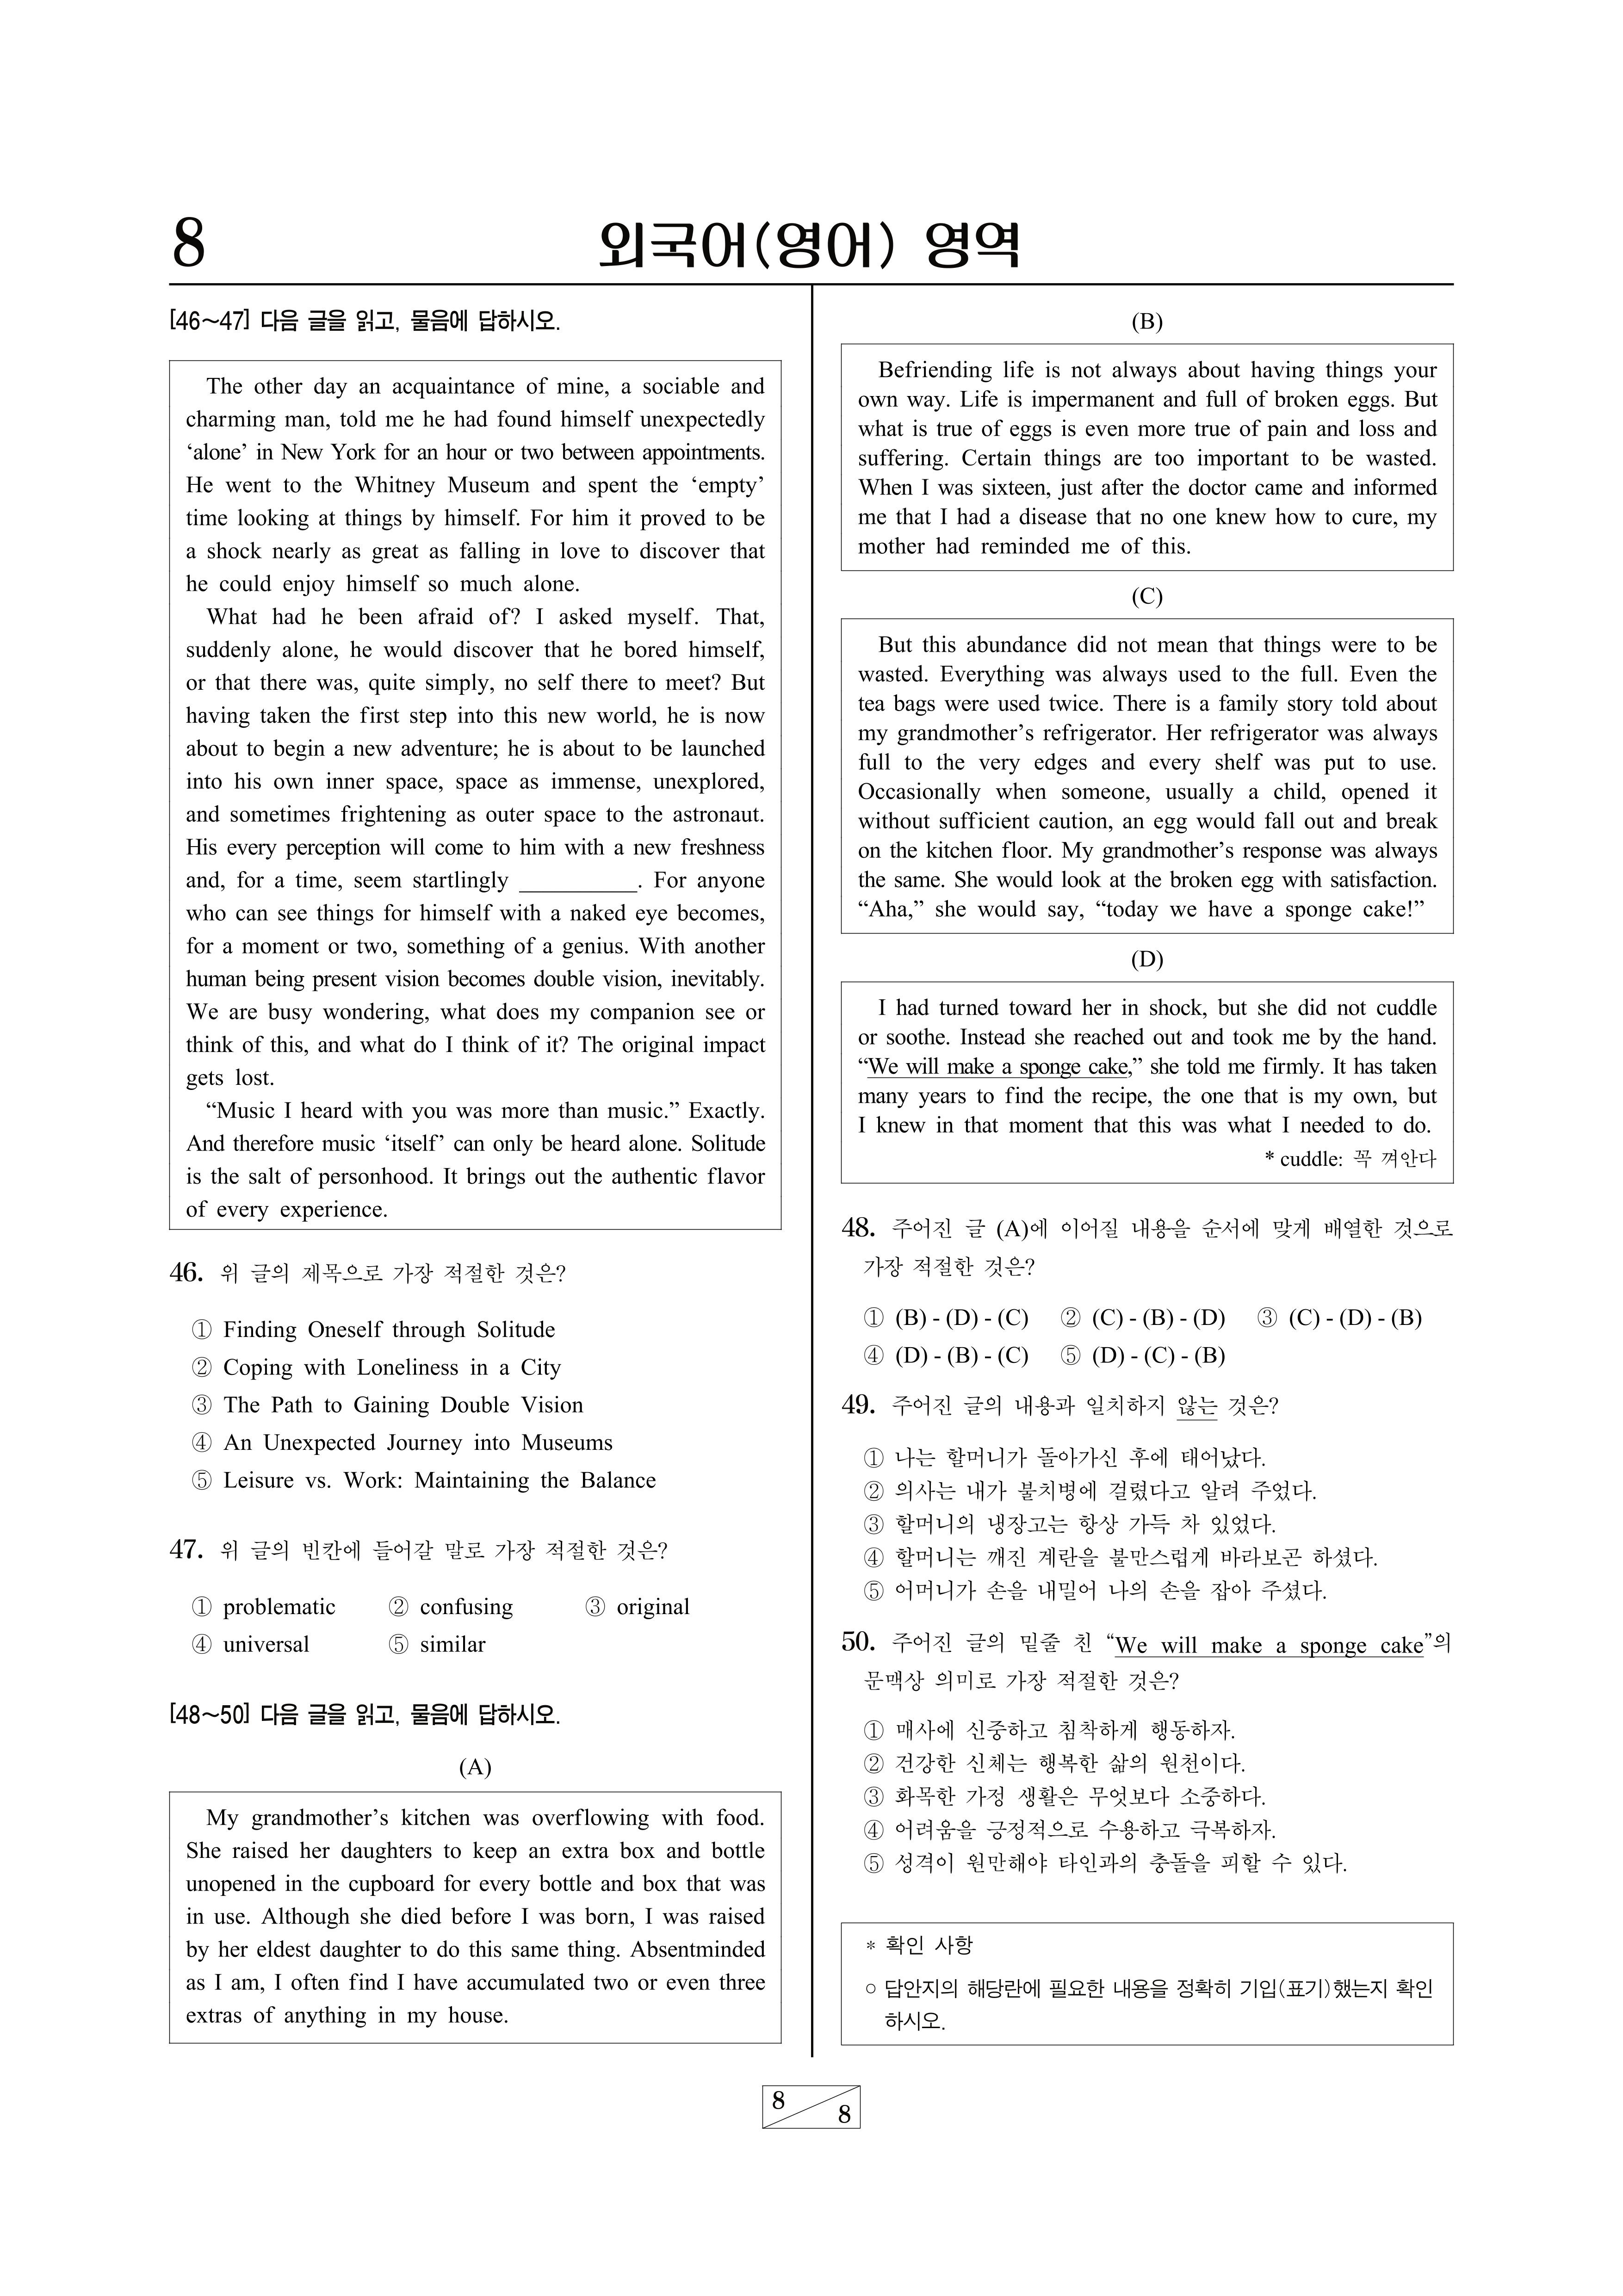 8
외국어(영어) 영역
[46~47] 다음 글을 읽고, 물음에 답하시오.
The other day an acquaintance of mine, a sociable and
charming man, told me he had found himself unexpectedly
‘alone’ in New York for an hour or two between appointments.
He went to the Whitney Museum and spent the ‘empty’
time looking at things by himself. For him it proved to be
a shock nearly as great as falling in love to discover that
he could enjoy himself so much alone.
What had he been afraid of? I asked myself. That,
suddenly alone, he would discover that he bored himself,
or that there was, quite simply, no self there to meet? But
having taken the first step into this new world, he is now
about to begin a new adventure; he is about to be launched
into his own inner space, space as immense, unexplored,
and sometimes frightening as outer space to the astronaut.
His every perception will come to him with a new freshness
and, for a time, seem startlingly __________. For anyone
who can see things for himself with a naked eye becomes,
for a moment or two, something of a genius. With another
human being present vision becomes double vision, inevitably.
We are busy wondering, what does my companion see or
think of this, and what do I think of it? The original impact
gets lost.
“Music I heard with you was more than music.” Exactly.
And therefore music ‘itself’ can only be heard alone. Solitude
is the salt of personhood. It brings out the authentic flavor
of every experience.
46. 위 글의 제목으로 가장 적절한 것은?
① Finding Oneself through Solitude
② Coping with Loneliness in a City
③ The Path to Gaining Double Vision
④ An Unexpected Journey into Museums
⑤ Leisure vs. Work: Maintaining the Balance
47. 위 글의 빈칸에 들어갈 말로 가장 적절한 것은?
① problematic ② confusing ③ original
④ universal ⑤ similar
[48~50] 다음 글을 읽고, 물음에 답하시오.
(A)
My grandmother’s kitchen was overflowing with food.
She raised her daughters to keep an extra box and bottle
unopened in the cupboard for every bottle and box that was
in use. Although she died before I was born, I was raised
by her eldest daughter to do this same thing. Absentminded
as I am, I often find I have accumulated two or even three
extras of anything in my house.
(B)
Befriending life is not always about having things your
own way. Life is impermanent and full of broken eggs. But
what is true of eggs is even more true of pain and loss and
suffering. Certain things are too important to be wasted.
When I was sixteen, just after the doctor came and informed
me that I had a disease that no one knew how to cure, my
mother had reminded me of this.
(C)
But this abundance did not mean that things were to be
wasted. Everything was always used to the full. Even the
tea bags were used twice. There is a family story told about
my grandmother’s refrigerator. Her refrigerator was always
full to the very edges and every shelf was put to use.
Occasionally when someone, usually a child, opened it
without sufficient caution, an egg would fall out and break
on the kitchen floor. My grandmother’s response was always
the same. She would look at the broken egg with satisfaction.
“Aha,” she would say, “today we have a sponge cake!”
(D)
I had turned toward her in shock, but she did not cuddle
or soothe. Instead she reached out and took me by the hand.
“We will make a sponge cake,” she told me firmly. It has taken
many years to find the recipe, the one that is my own, but
I knew in that moment that this was what I needed to do.
* cuddle: 꼭 껴안다
48. 주어진 글 (A)에 이어질 내용을 순서에 맞게 배열한 것으로
가장 적절한 것은?
① (B) - (D) - (C) ② (C) - (B) - (D) ③ (C) - (D) - (B)
④ (D) - (B) - (C) ⑤ (D) - (C) - (B)
49. 주어진 글의 내용과 일치하지 않는 것은?
① 나는 할머니가 돌아가신 후에 태어났다.
② 의사는 내가 불치병에 걸렸다고 알려 주었다.
③ 할머니의 냉장고는 항상 가득 차 있었다.
④ 할머니는 깨진 계란을 불만스럽게 바라보곤 하셨다.
⑤ 어머니가 손을 내밀어 나의 손을 잡아 주셨다.
50. 주어진 글의 밑줄 친 “We will make a sponge cake”의
문맥상 의미로 가장 적절한 것은?
① 매사에 신중하고 침착하게 행동하자.
② 건강한 신체는 행복한 삶의 원천이다.
③ 화목한 가정 생활은 무엇보다 소중하다.
④ 어려움을 긍정적으로 수용하고 극복하자.
⑤ 성격이 원만해야 타인과의 충돌을 피할 수 있다.
* 확인 사항
○ 답안지의 해당란에 필요한 내용을 정확히 기입(표기)했는지 확인
하시오.
8
8